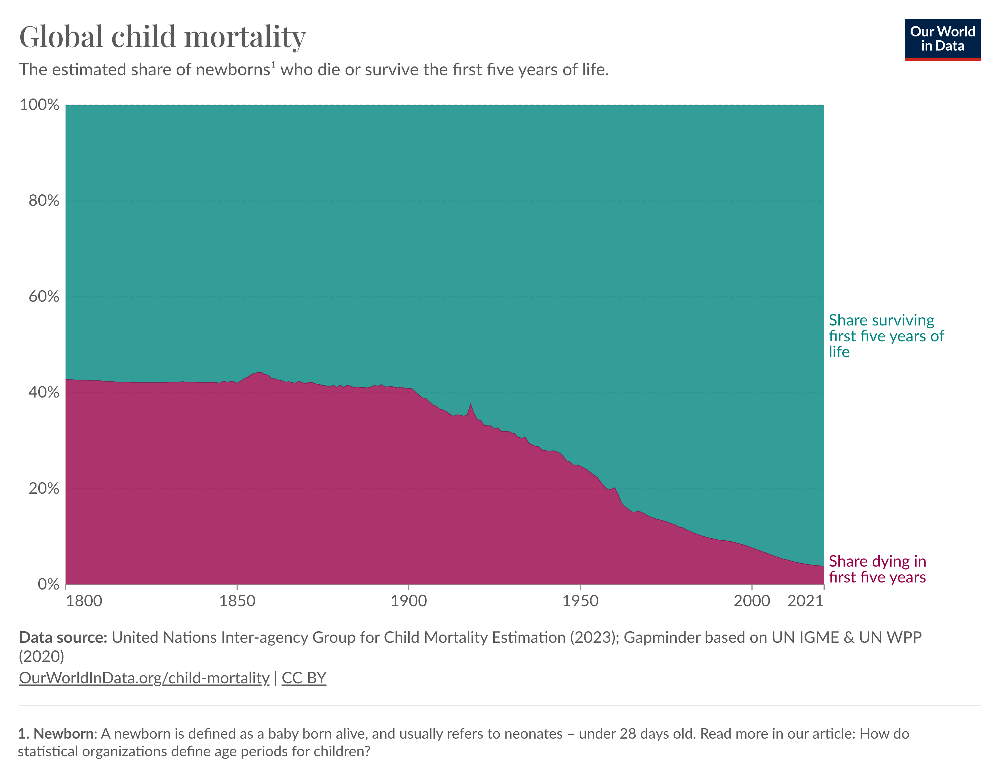 Global child mortality
Our World
in Data
The estimated share of newborns¹ who die or survive the first five years of life.
100%
80%
60%
40%
20%
0%
Share surviving
first five years of
life
Share dying in
first five years
1800
1850
1900
1950
2000
2021
Data source: United Nations Inter-agency Group for Child Mortality Estimation (2023); Gapminder based on UN IGME & UN WPP
(2020)
OurWorldInData.org/child-mortality | CC BY
1. Newborn: A newborn is defined as a baby born alive, and usually refers to neonates – under 28 days old. Read more in our article: How do
statistical organizations define age periods for children?